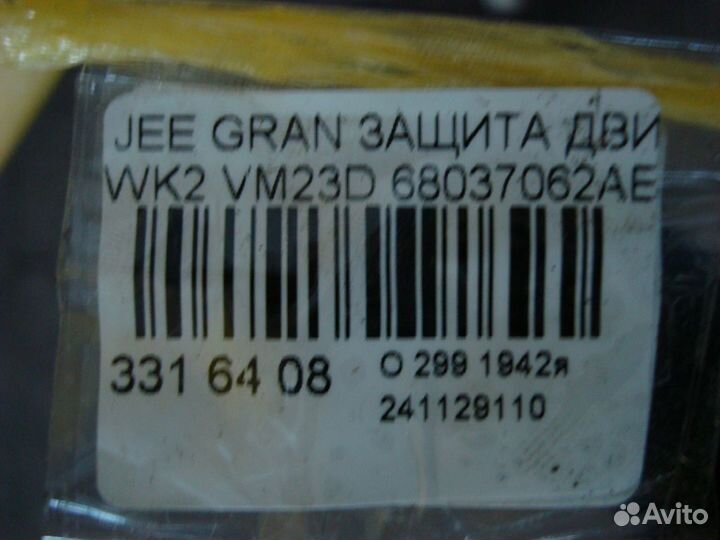 JEE GRAN ЗАЩИТА ДВИ
WK2 VM23D 68037062AE
331 64 08
О 299 1942я
241129110
Avito